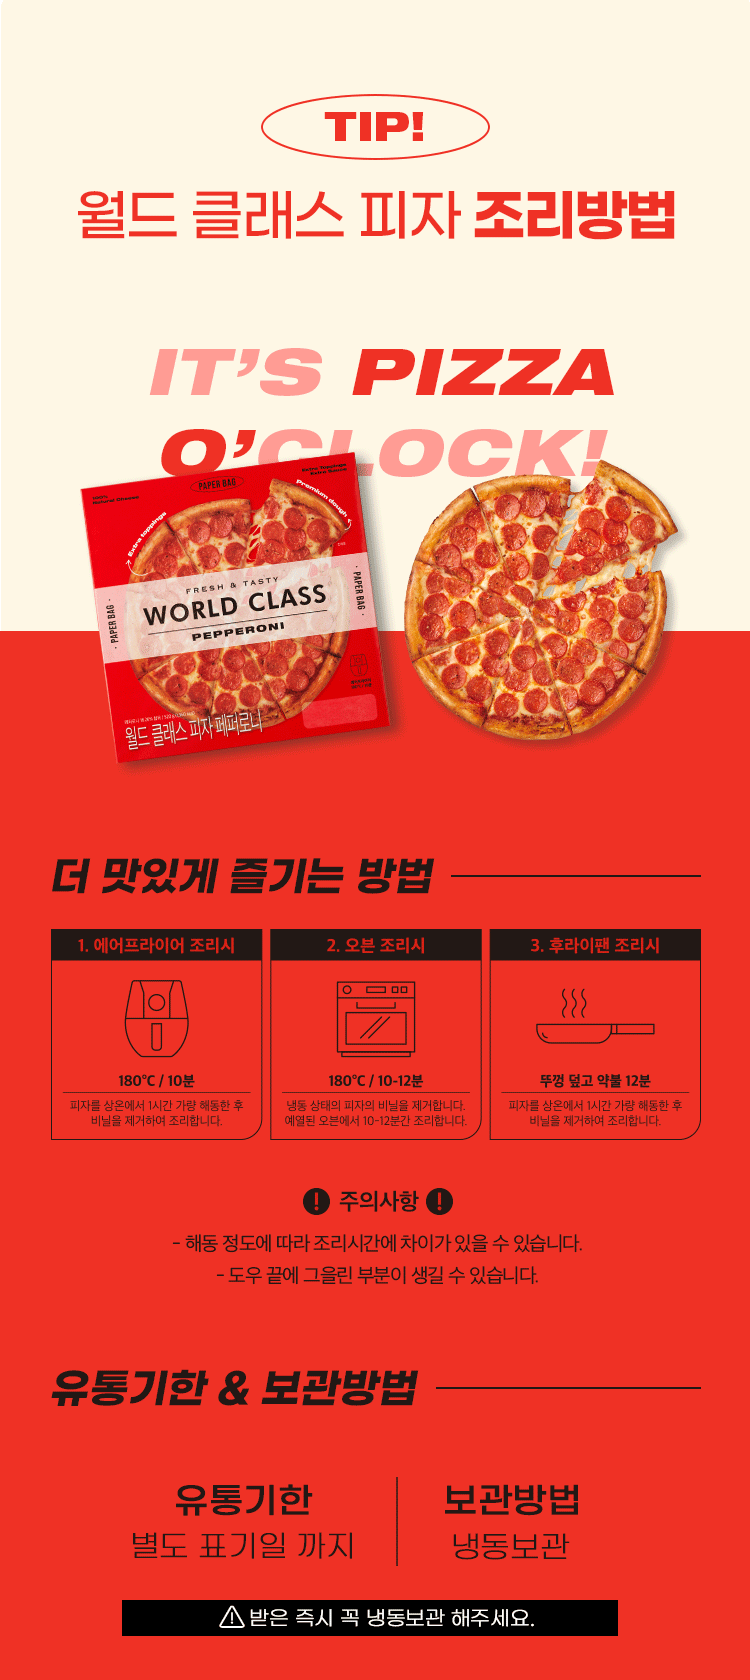 TIP!
월드 클래스 피자 조리방법
IT'S PIZZA
O'CLOCK!
PAPER BAG
Extra toppings
Premium dough
FRESH & TASTY
WORLD CLASS
PEPPERONI
· PAPER BAG ·
· PAPER BAG ·
월드 클래스 피자 페퍼로니
더 맛있게 즐기는 방법
1. 에어프라이어 조리시
180℃ / 10분
피자를 상온에서 1시간 가량 해동한 후
비닐을 제거하여 조리합니다.
2. 오븐 조리시
180℃ / 10-12분
냉동 상태의 피자의 비닐을 제거합니다.
예열된 오븐에서 10-12분간 조리합니다.
3. 후라이팬 조리시
뚜껑 덮고 약불 12분
피자를 상온에서 1시간 가량 해동한 후
비닐을 제거하여 조리합니다.
! 주의사항 !
- 해동 정도에 따라 조리시간에 차이가 있을 수 있습니다.
- 도우 끝에 그을린 부분이 생길 수 있습니다.
유통기한 & 보관방법
유통기한
별도 표기일 까지
보관방법
냉동보관
받은 즉시 꼭 냉동보관 해주세요.